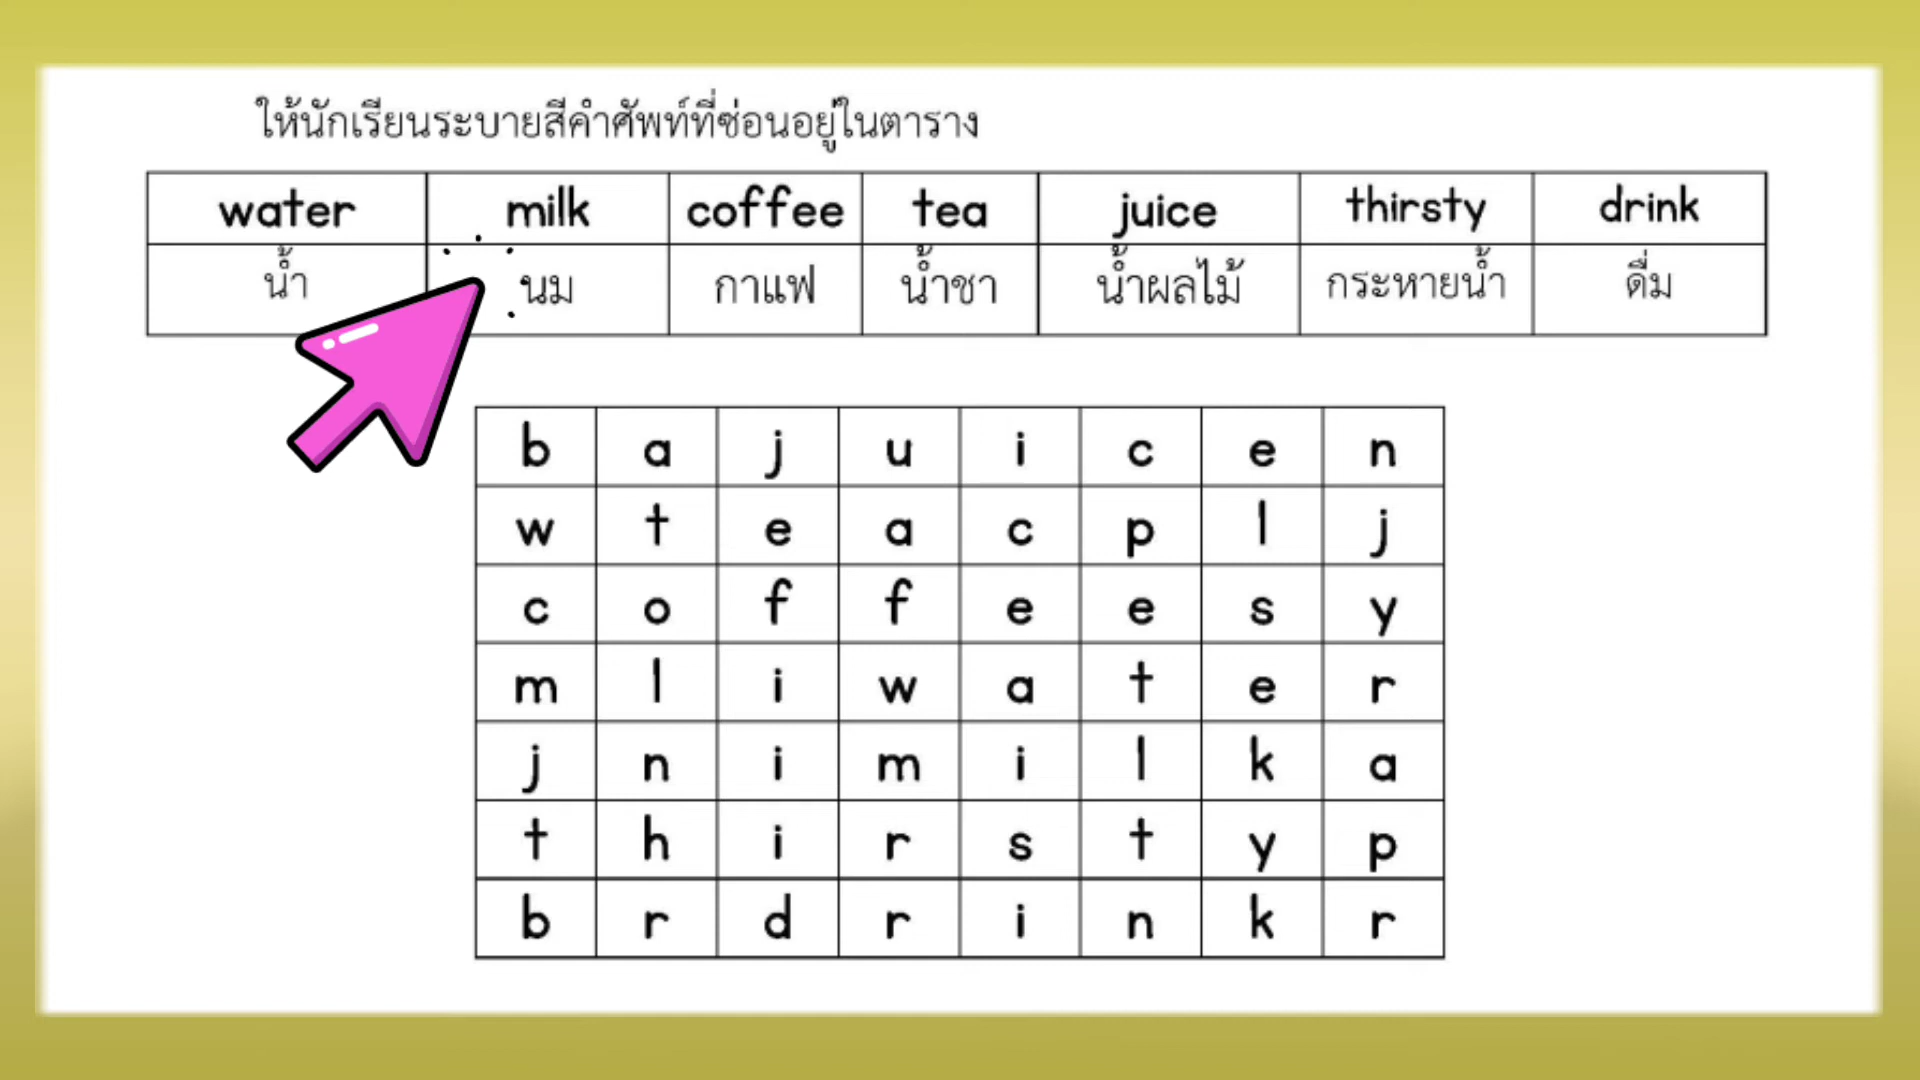 ให้นักเรียนระบายสีคำศัพท์ที่ซ่อนอยู่ในตาราง
water milk coffee tea juice thirsty drink
น้ำ นม กาแฟ น้ำชา น้ำผลไม้ กระหายน้ำ ดื่ม
b a j u i c e n
w t e a c p l j
c o f f e e s y
m l i w a t e r
j n i m i l k a
t h i r s t y p
b r d r i n k r